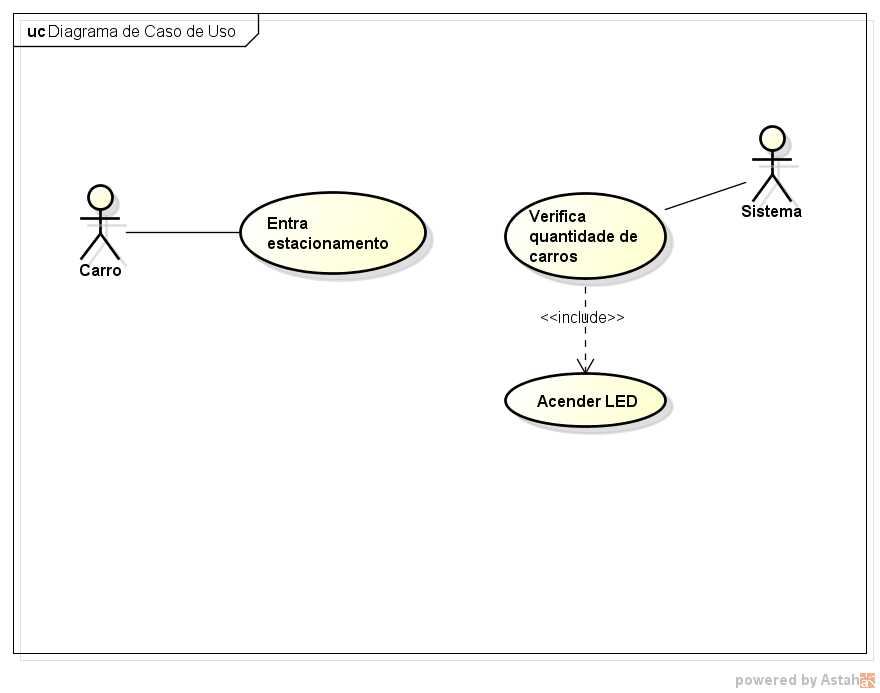 uc Diagrama de Caso de Uso
Sistema
Carro
Entra
estacionamento
Verifica
quantidade de
carros
<<include>>
Acender LED
powered by Astah